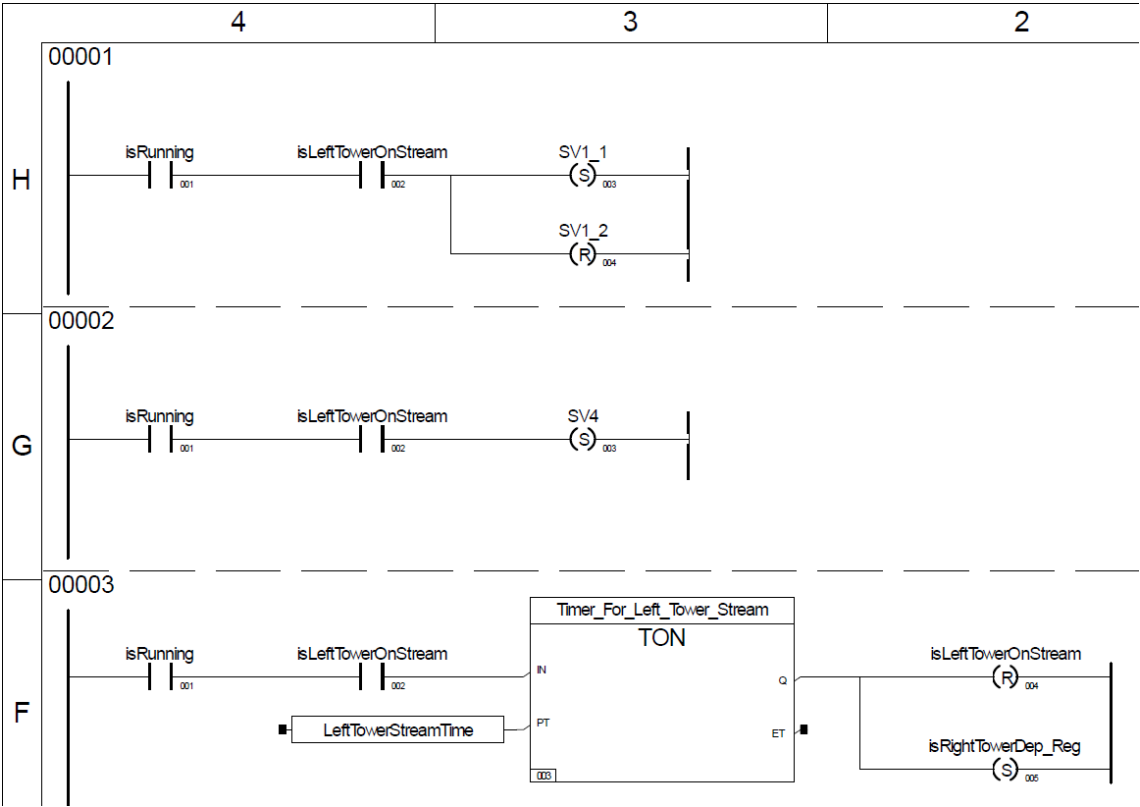 4 3 2
H
00001
isRunning isLeftTowerOnStream SV1_1
001 002 S 003
SV1_2
R 004
G
00002
isRunning isLeftTowerOnStream SV4
001 002 S 003
F
00003
Timer_For_Left_Tower_Stream
TON
isRunning isLeftTowerOnStream isLeftTowerOnStream
001 002 IN Q R 004
LeftTowerStreamTime PT ET
isRightTowerDep_Reg
003 S 005